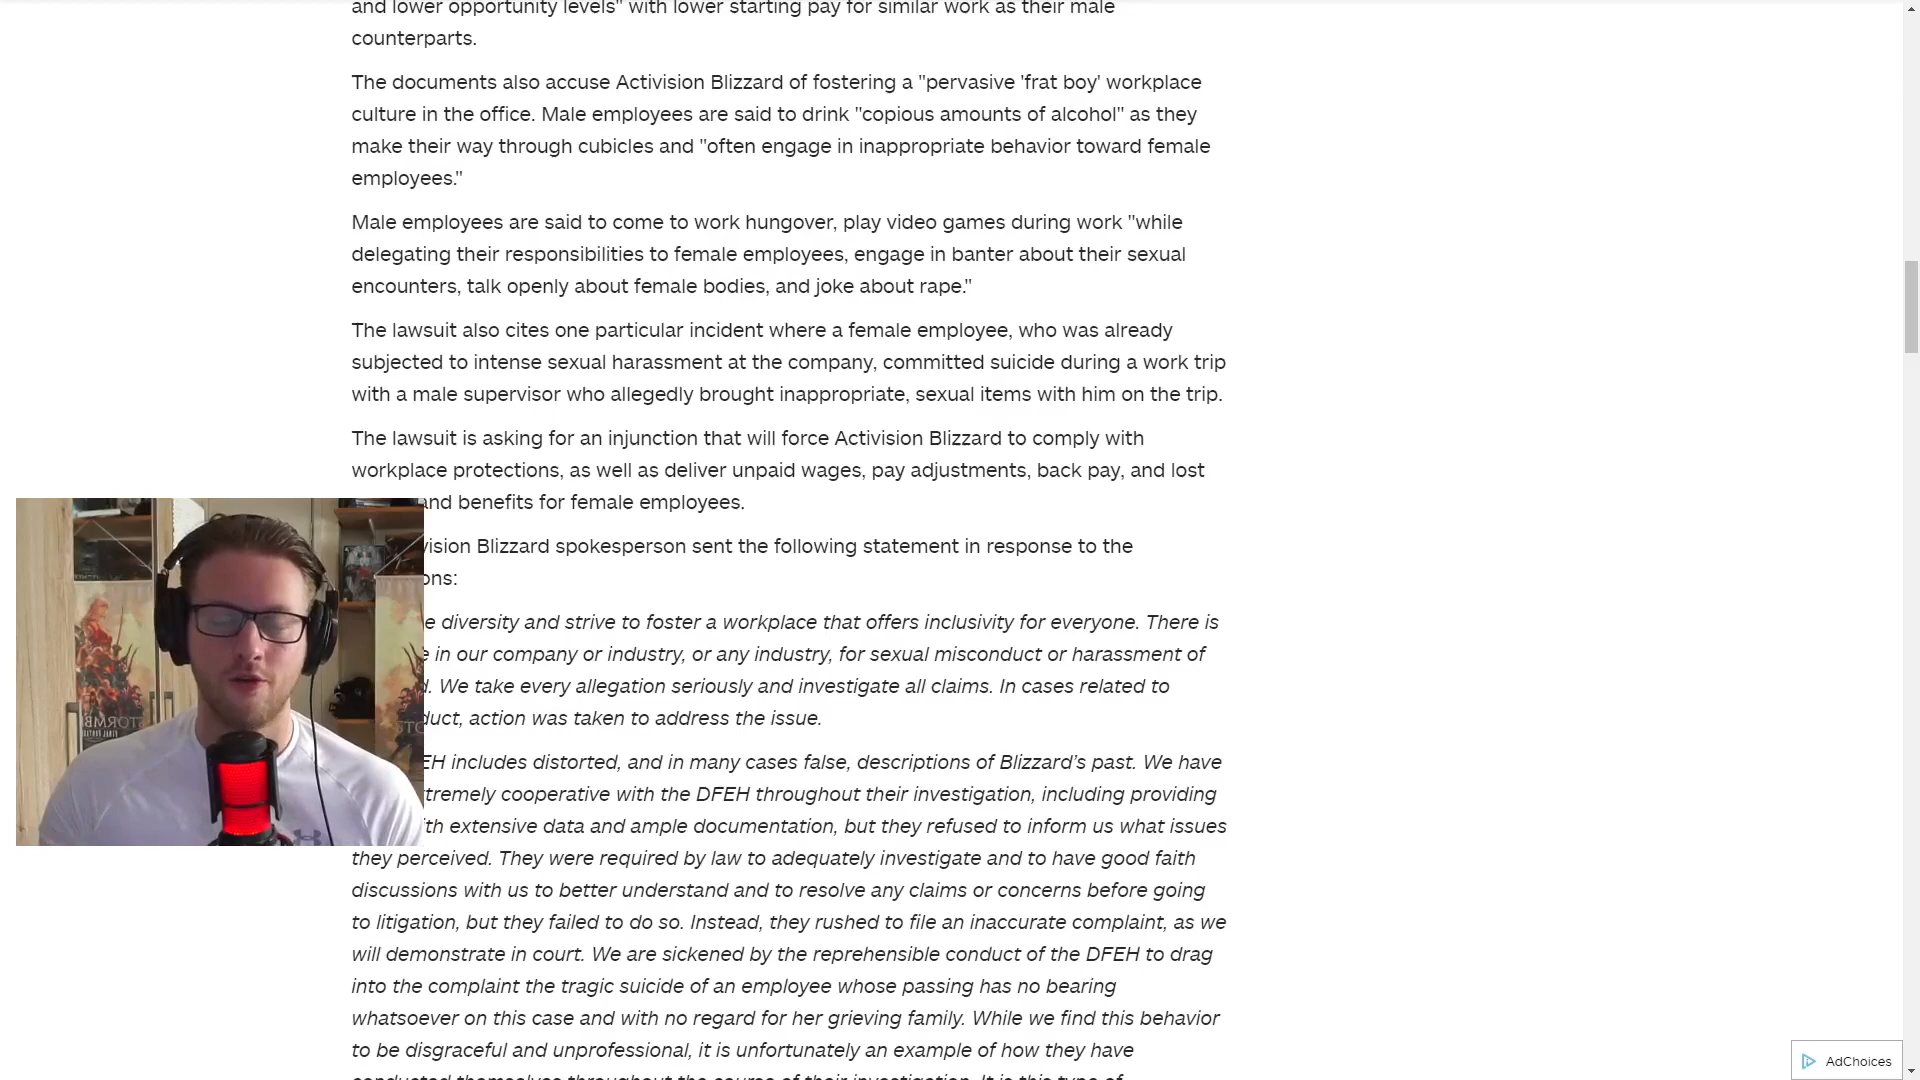 and lower opportunity levels" with lower starting pay for similar work as their male
counterparts.
The documents also accuse Activision Blizzard of fostering a "pervasive 'frat boy' workplace
culture in the office. Male employees are said to drink "copious amounts of alcohol" as they
make their way through cubicles and "often engage in inappropriate behavior toward female
employees."
Male employees are said to come to work hungover, play video games during work "while
delegating their responsibilities to female employees, engage in banter about their sexual
encounters, talk openly about female bodies, and joke about rape."
The lawsuit also cites one particular incident where a female employee, who was already
subjected to intense sexual harassment at the company, committed suicide during a work trip
with a male supervisor who allegedly brought inappropriate, sexual items with him on the trip.
The lawsuit is asking for an injunction that will force Activision Blizzard to comply with
workplace protections, as well as deliver unpaid wages, pay adjustments, back pay, and lost
and benefits for female employees.
Blizzard spokesperson sent the following statement in response to the
diversity and strive to foster a workplace that offers inclusivity for everyone. There is
in our company or industry, or any industry, for sexual misconduct or harassment of
We take every allegation seriously and investigate all claims. In cases related to
action was taken to address the issue.
includes distorted, and in many cases false, descriptions of Blizzard's past. We have
cooperative with the DFEH throughout their investigation, including providing
extensive data and ample documentation, but they refused to inform us what issues
they perceived. They were required by law to adequately investigate and to have good faith
discussions with us to better understand and to resolve any claims or concerns before going
to litigation, but they failed to do so. Instead, they rushed to file an inaccurate complaint, as we
will demonstrate in court. We are sickened by the reprehensible conduct of the DFEH to drag
into the complaint the tragic suicide of an employee whose passing has no bearing
whatsoever on this case and with no regard for her grieving family. While we find this behavior
to be disgraceful and unprofessional, it is unfortunately an example of how they have
conducted themselves throughout the course of their investigation. It is this type of
AdChoices